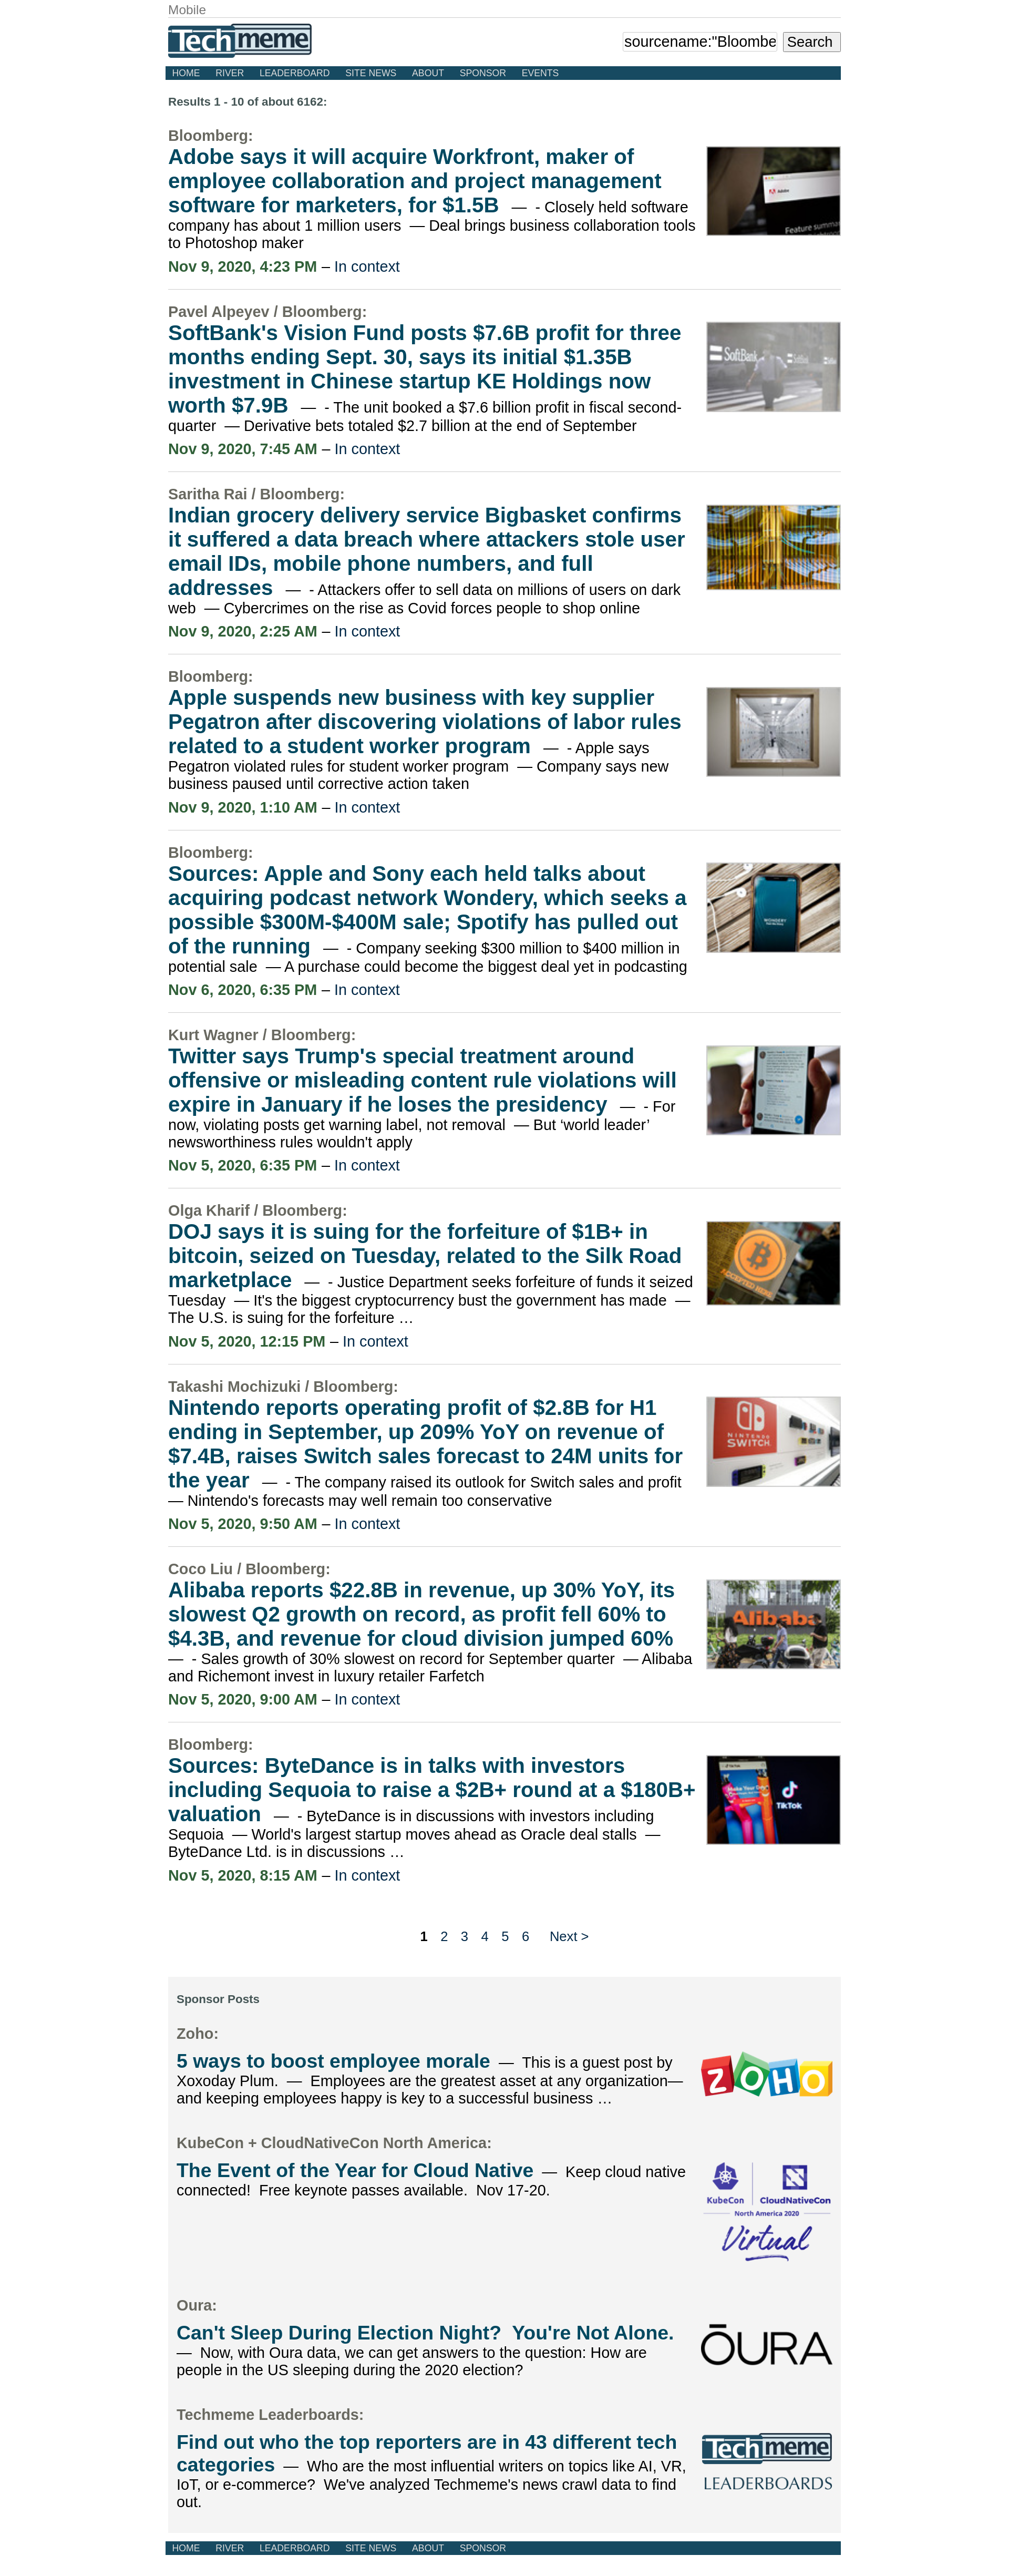 Mobile
Techmeme
sourcename:"Bloombe
Search
HOME RIVER LEADERBOARD SITE NEWS ABOUT SPONSOR EVENTS
Results 1 - 10 of about 6162:
Bloomberg:
Adobe says it will acquire Workfront, maker of
employee collaboration and project management
software for marketers, for $1.5B — - Closely held software
company has about 1 million users — Deal brings business collaboration tools
to Photoshop maker
Nov 9, 2020, 4:23 PM – In context
Pavel Alpeyev / Bloomberg:
SoftBank's Vision Fund posts $7.6B profit for three
months ending Sept. 30, says its initial $1.35B
investment in Chinese startup KE Holdings now
worth $7.9B — - The unit booked a $7.6 billion profit in fiscal second-
quarter — Derivative bets totaled $2.7 billion at the end of September
Nov 9, 2020, 7:45 AM – In context
SoftBank
Saritha Rai / Bloomberg:
Indian grocery delivery service Bigbasket confirms
it suffered a data breach where attackers stole user
email IDs, mobile phone numbers, and full
addresses — - Attackers offer to sell data on millions of users on dark
web — Cybercrimes on the rise as Covid forces people to shop online
Nov 9, 2020, 2:25 AM – In context
Bloomberg:
Apple suspends new business with key supplier
Pegatron after discovering violations of labor rules
related to a student worker program — - Apple says
Pegatron violated rules for student worker program — Company says new
business paused until corrective action taken
Nov 9, 2020, 1:10 AM – In context
Bloomberg:
Sources: Apple and Sony each held talks about
acquiring podcast network Wondery, which seeks a
possible $300M-$400M sale; Spotify has pulled out
of the running — - Company seeking $300 million to $400 million in
potential sale — A purchase could become the biggest deal yet in podcasting
Nov 6, 2020, 6:35 PM – In context
Kurt Wagner / Bloomberg:
Twitter says Trump's special treatment around
offensive or misleading content rule violations will
expire in January if he loses the presidency — - For
now, violating posts get warning label, not removal — But ‘world leader’
newsworthiness rules wouldn't apply
Nov 5, 2020, 6:35 PM – In context
Olga Kharif / Bloomberg:
DOJ says it is suing for the forfeiture of $1B+ in
bitcoin, seized on Tuesday, related to the Silk Road
marketplace — - Justice Department seeks forfeiture of funds it seized
Tuesday — It's the biggest cryptocurrency bust the government has made —
The U.S. is suing for the forfeiture …
Nov 5, 2020, 12:15 PM – In context
Takashi Mochizuki / Bloomberg:
Nintendo reports operating profit of $2.8B for H1
ending in September, up 209% YoY on revenue of
$7.4B, raises Switch sales forecast to 24M units for
the year — - The company raised its outlook for Switch sales and profit
— Nintendo's forecasts may well remain too conservative
Nov 5, 2020, 9:50 AM – In context
NINTENDO
SWITCH
Coco Liu / Bloomberg:
Alibaba reports $22.8B in revenue, up 30% YoY, its
slowest Q2 growth on record, as profit fell 60% to
$4.3B, and revenue for cloud division jumped 60%
— - Sales growth of 30% slowest on record for September quarter — Alibaba
and Richemont invest in luxury retailer Farfetch
Nov 5, 2020, 9:00 AM – In context
Alibaba
Bloomberg:
Sources: ByteDance is in talks with investors
including Sequoia to raise a $2B+ round at a $180B+
valuation — - ByteDance is in discussions with investors including
Sequoia — World's largest startup moves ahead as Oracle deal stalls —
ByteDance Ltd. is in discussions …
Nov 5, 2020, 8:15 AM – In context
TikTok
1 2 3 4 5 6 Next >
Sponsor Posts
Zoho:
5 ways to boost employee morale — This is a guest post by
Xoxoday Plum. — Employees are the greatest asset at any organization—
and keeping employees happy is key to a successful business …
ZOHO
KubeCon + CloudNativeCon North America:
The Event of the Year for Cloud Native — Keep cloud native
connected! Free keynote passes available. Nov 17-20.
KubeCon CloudNativeCon
North America 2020
Virtual
Oura:
Can't Sleep During Election Night? You're Not Alone.
— Now, with Oura data, we can get answers to the question: How are
people in the US sleeping during the 2020 election?
ŌURA
Techmeme Leaderboards:
Find out who the top reporters are in 43 different tech
categories — Who are the most influential writers on topics like AI, VR,
IoT, or e-commerce? We've analyzed Techmeme's news crawl data to find
out.
Techmeme
LEADERBOARDS
HOME RIVER LEADERBOARD SITE NEWS ABOUT SPONSOR